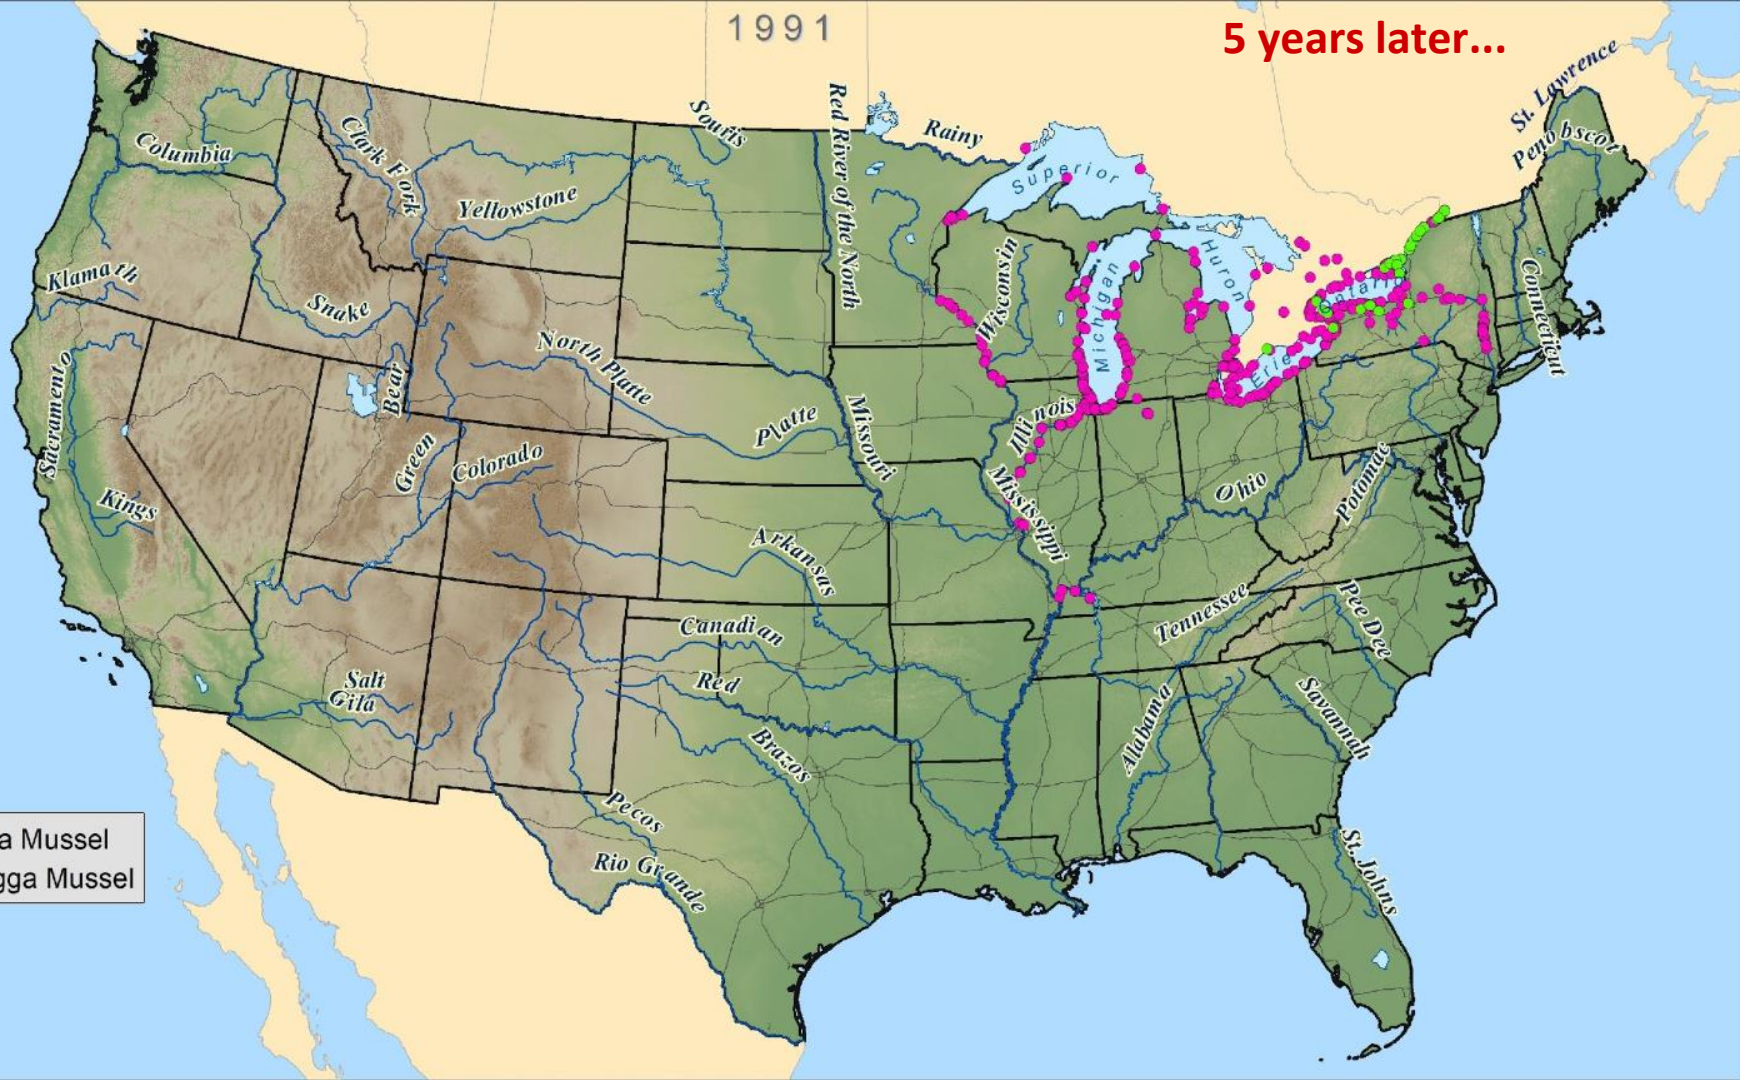 1991
5 years later...
St. Lawrence
Penobscot
Souris
Red River of the North
Rainy
Superior
Columbia
Clark Fork
Yellowstone
Wisconsin
Michigan
Huron
Ontario
Erie
Connecticut
Klamath
Snake
Bear
North Platte
Platte
Missouri
Illinois
Sacramento
Kings
Green
Colorado
Mississippi
Ohio
Potomac
Arkansas
Canadian
Red
Tennessee
Pee Dee
Salt
Gila
Brazos
Alabama
Savannah
Pecos
Rio Grande
St. Johns
a Mussel
gga Mussel